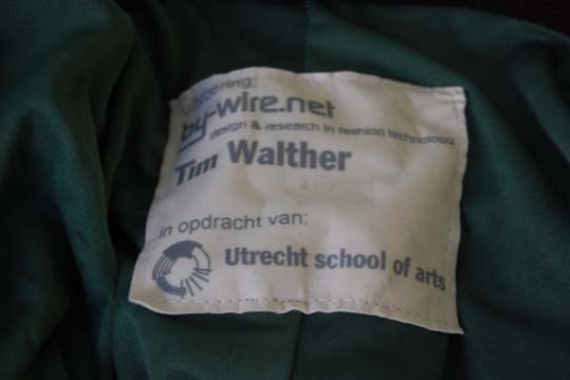 uitvoering:
by-wire.net
design & research in fashion technology
Tim Walther
in opdracht van:
Utrecht school of arts